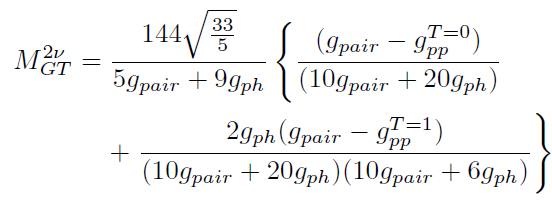 M_{GT}^{2\nu} = \frac{144\sqrt{\frac{33}{5}}}{5g_{pair} + 9g_{ph}} \left\{ \frac{(g_{pair} - g_{pp}^{T=0})}{(10g_{pair} + 20g_{ph})} \right.
\left. + \frac{2g_{ph}(g_{pair} - g_{pp}^{T=1})}{(10g_{pair} + 20g_{ph})(10g_{pair} + 6g_{ph})} \right\}